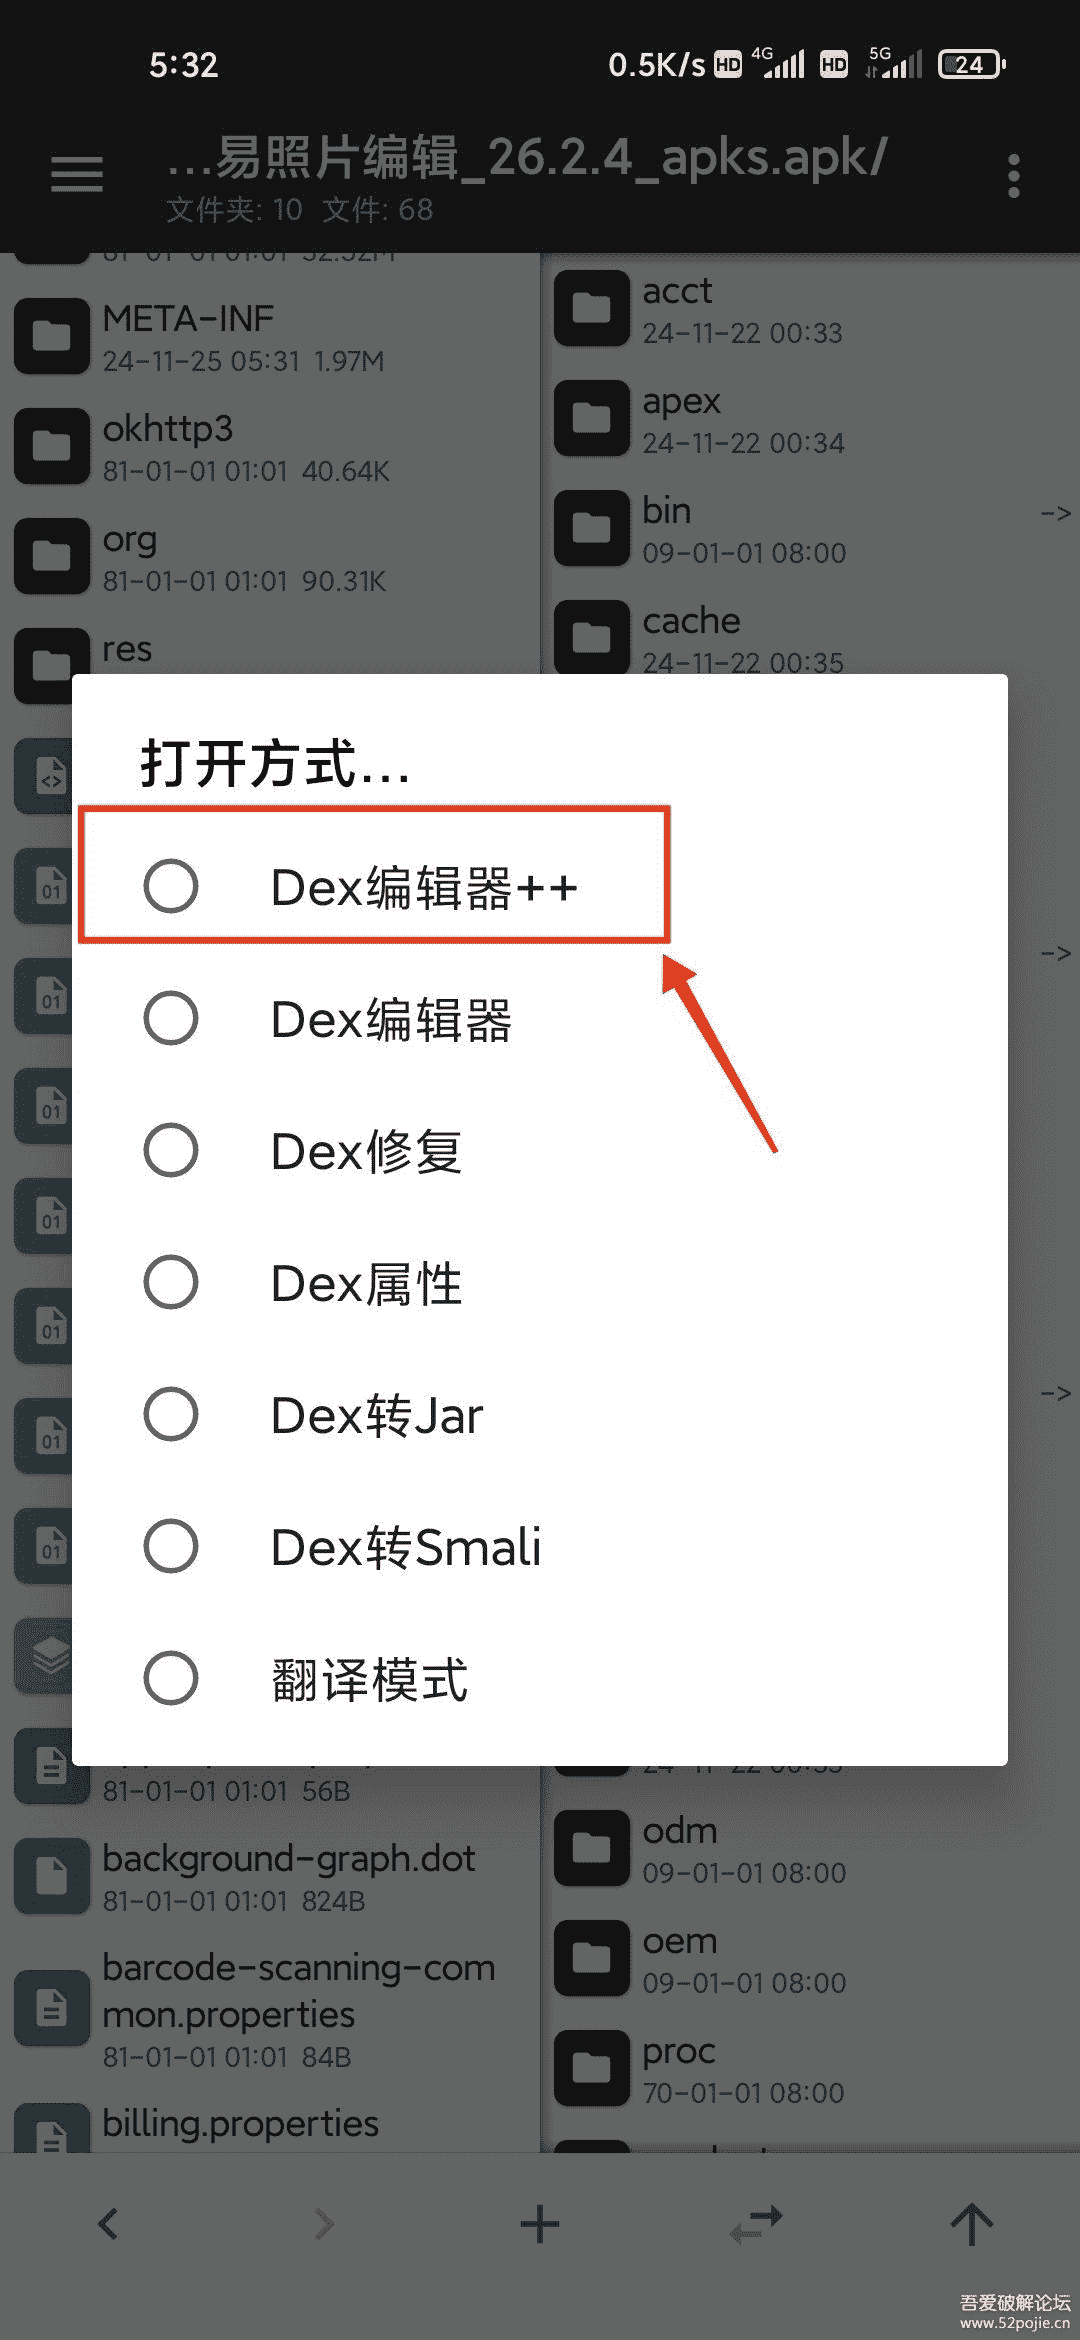 5:32
0.5K/s HD 4G HD 5G 24
...易照片编辑_26.2.4_apks.apk/
文件夹: 10 文件: 68
META-INF
24-11-25 05:31 1.97M
okhttp3
81-01-01 01:01 40.64K
org
81-01-01 01:01 90.31K
res
acct
24-11-22 00:33
apex
24-11-22 00:34
bin
->
09-01-01 08:00
cache
24-11-22 00:35
打开方式...
Dex编辑器++
Dex编辑器
->
Dex修复
Dex属性
Dex转Jar
->
Dex转Smali
翻译模式
01
01
01
01
01
01
01
81-01-01 01:01 56B
background-graph.dot
81-01-01 01:01 824B
barcode-scanning-com
mon.properties
81-01-01 01:01 84B
billing.properties
odm
09-01-01 08:00
oem
09-01-01 08:00
proc
70-01-01 08:00
吾爱破解论坛
www.52pojie.cn